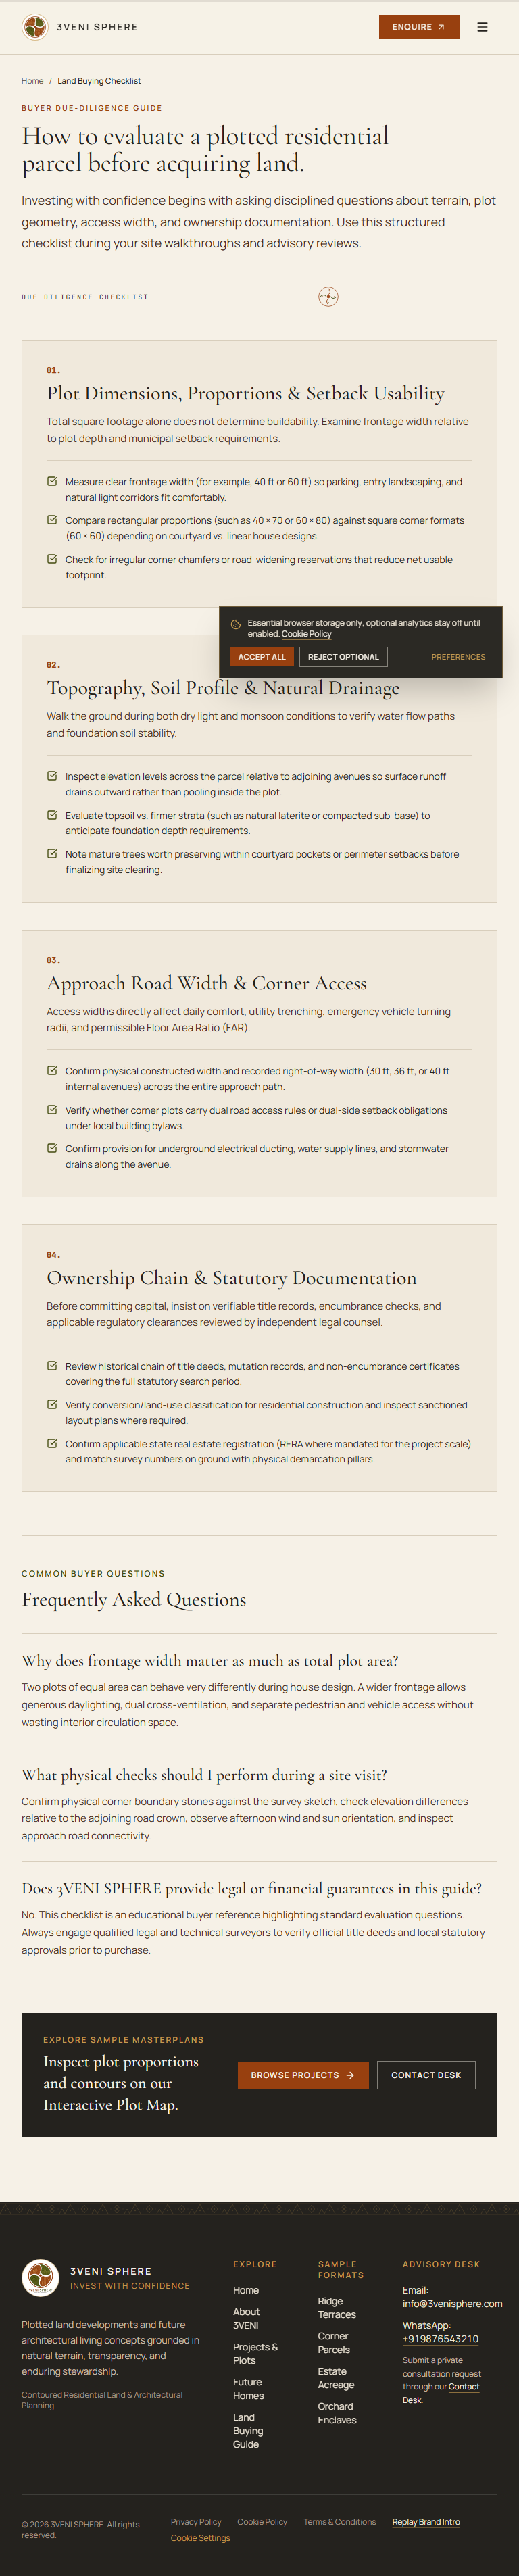 3VENI SPHERE
ENQUIRE
Home / Land Buying Checklist
BUYER DUE-DILIGENCE GUIDE
How to evaluate a plotted residential
parcel before acquiring land.
Investing with confidence begins with asking disciplined questions about terrain, plot
geometry, access width, and ownership documentation. Use this structured
checklist during your site walkthroughs and advisory reviews.
DUE-DILIGENCE CHECKLIST
01.
Plot Dimensions, Proportions & Setback Usability
Total square footage alone does not determine buildability. Examine frontage width relative
to plot depth and municipal setback requirements.
Measure clear frontage width (for example, 40 ft or 60 ft) so parking, entry landscaping, and
natural light corridors fit comfortably.
Compare rectangular proportions (such as 40 × 70 or 60 × 80) against square corner formats
(60 × 60) depending on courtyard vs. linear house designs.
Check for irregular corner chamfers or road-widening reservations that reduce net usable
footprint.
Essential browser storage only; optional analytics stay off until
enabled. Cookie Policy
ACCEPT ALL
REJECT OPTIONAL
PREFERENCES
02.
Topography, Soil Profile & Natural Drainage
Walk the ground during both dry light and monsoon conditions to verify water flow paths
and foundation soil stability.
Inspect elevation levels across the parcel relative to adjoining avenues so surface runoff
drains outward rather than pooling inside the plot.
Evaluate topsoil vs. firmer strata (such as natural laterite or compacted sub-base) to
anticipate foundation depth requirements.
Note mature trees worth preserving within courtyard pockets or perimeter setbacks before
finalizing site clearing.
03.
Approach Road Width & Corner Access
Access widths directly affect daily comfort, utility trenching, emergency vehicle turning
radii, and permissible Floor Area Ratio (FAR).
Confirm physical constructed width and recorded right-of-way width (30 ft, 36 ft, or 40 ft
internal avenues) across the entire approach path.
Verify whether corner plots carry dual road access rules or dual-side setback obligations
under local building bylaws.
Confirm provision for underground electrical ducting, water supply lines, and stormwater
drains along the avenue.
04.
Ownership Chain & Statutory Documentation
Before committing capital, insist on verifiable title records, encumbrance checks, and
applicable regulatory clearances reviewed by independent legal counsel.
Review historical chain of title deeds, mutation records, and non-encumbrance certificates
covering the full statutory search period.
Verify conversion/land-use classification for residential construction and inspect sanctioned
layout plans where required.
Confirm applicable state real estate registration (RERA where mandated for the project scale)
and match survey numbers on ground with physical demarcation pillars.
COMMON BUYER QUESTIONS
Frequently Asked Questions
Why does frontage width matter as much as total plot area?
Two plots of equal area can behave very differently during house design. A wider frontage allows
generous daylighting, dual cross-ventilation, and separate pedestrian and vehicle access without
wasting interior circulation space.
What physical checks should I perform during a site visit?
Confirm physical corner boundary stones against the survey sketch, check elevation differences
relative to the adjoining road crown, observe afternoon wind and sun orientation, and inspect
approach road connectivity.
Does 3VENI SPHERE provide legal or financial guarantees in this guide?
No. This checklist is an educational buyer reference highlighting standard evaluation questions.
Always engage qualified legal and technical surveyors to verify official title deeds and local statutory
approvals prior to purchase.
EXPLORE SAMPLE MASTERPLANS
Inspect plot proportions
and contours on our
Interactive Plot Map.
BROWSE PROJECTS
CONTACT DESK
3VENI SPHERE
INVEST WITH CONFIDENCE
Plotted land developments and future
architectural living concepts grounded in
natural terrain, transparency, and
enduring stewardship.
Contoured Residential Land & Architectural
Planning
EXPLORE
Home
About
3VENI
Projects &
Plots
Future
Homes
Land
Buying
Guide
SAMPLE
FORMATS
Ridge
Terraces
Corner
Parcels
Estate
Acreage
Orchard
Enclaves
ADVISORY DESK
Email:
info@3venisphere.com
WhatsApp:
+919876543210
Submit a private
consultation request
through our Contact
Desk.
© 2026 3VENI SPHERE. All rights
reserved.
Privacy Policy
Cookie Policy
Terms & Conditions
Replay Brand Intro
Cookie Settings